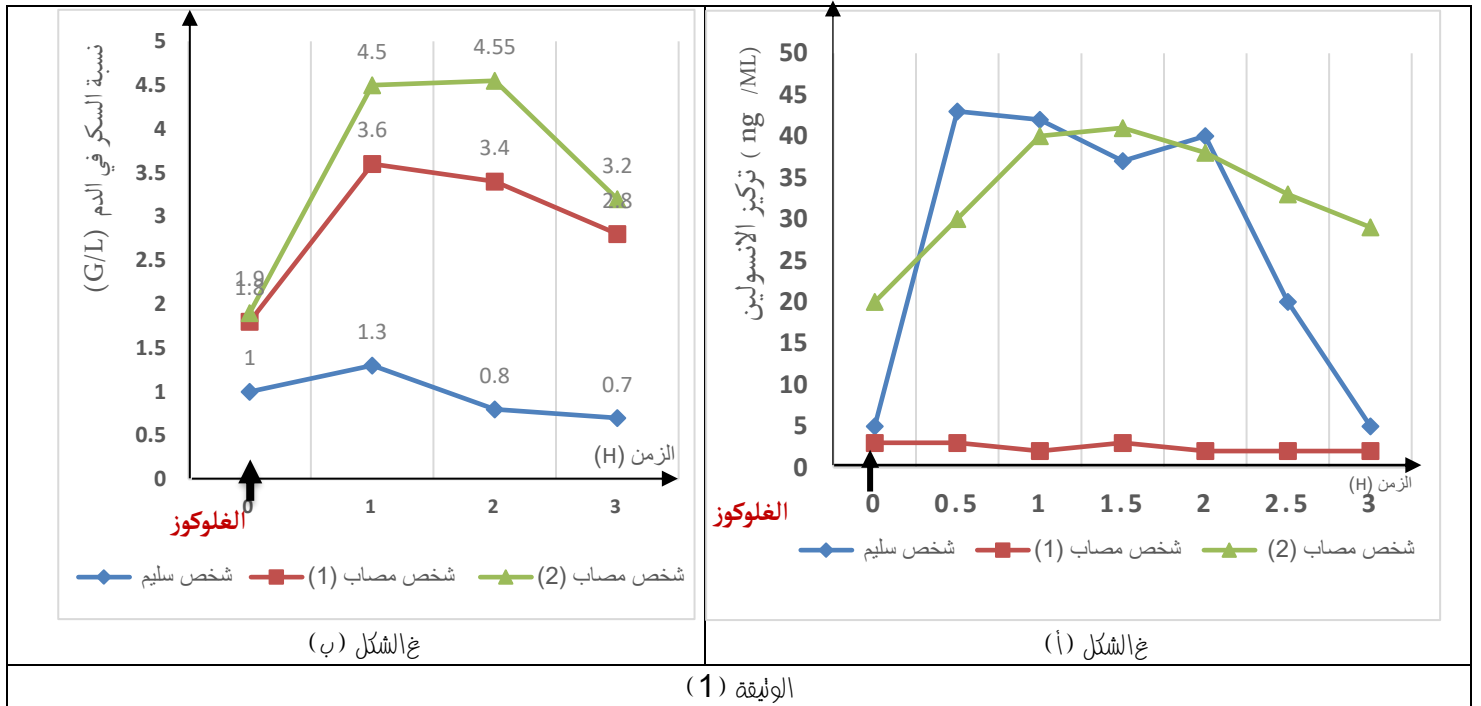 تركيز الانسولين ( ng /ML)
50
45
40
35
30
25
20
15
10
5
0
0 0.5 1 1.5 2 2.5 3
الزمن (H)
الغلوكوز
شخص سليم شخص مصاب (1) شخص مصاب (2)
غ الشكل (أ)
نسبة السكر في الدم (G/L)
5
4.5
4
3.5
3
2.5
2
1.5
1
0.5
0
1.9 4.5 4.55 3.2
1.8 3.6 3.4 2.8
1 1.3 0.8 0.7
0 1 2 3
الزمن (H)
الغلوكوز
شخص سليم شخص مصاب (1) شخص مصاب (2)
غ الشكل (ب)
الوثيقة (1)